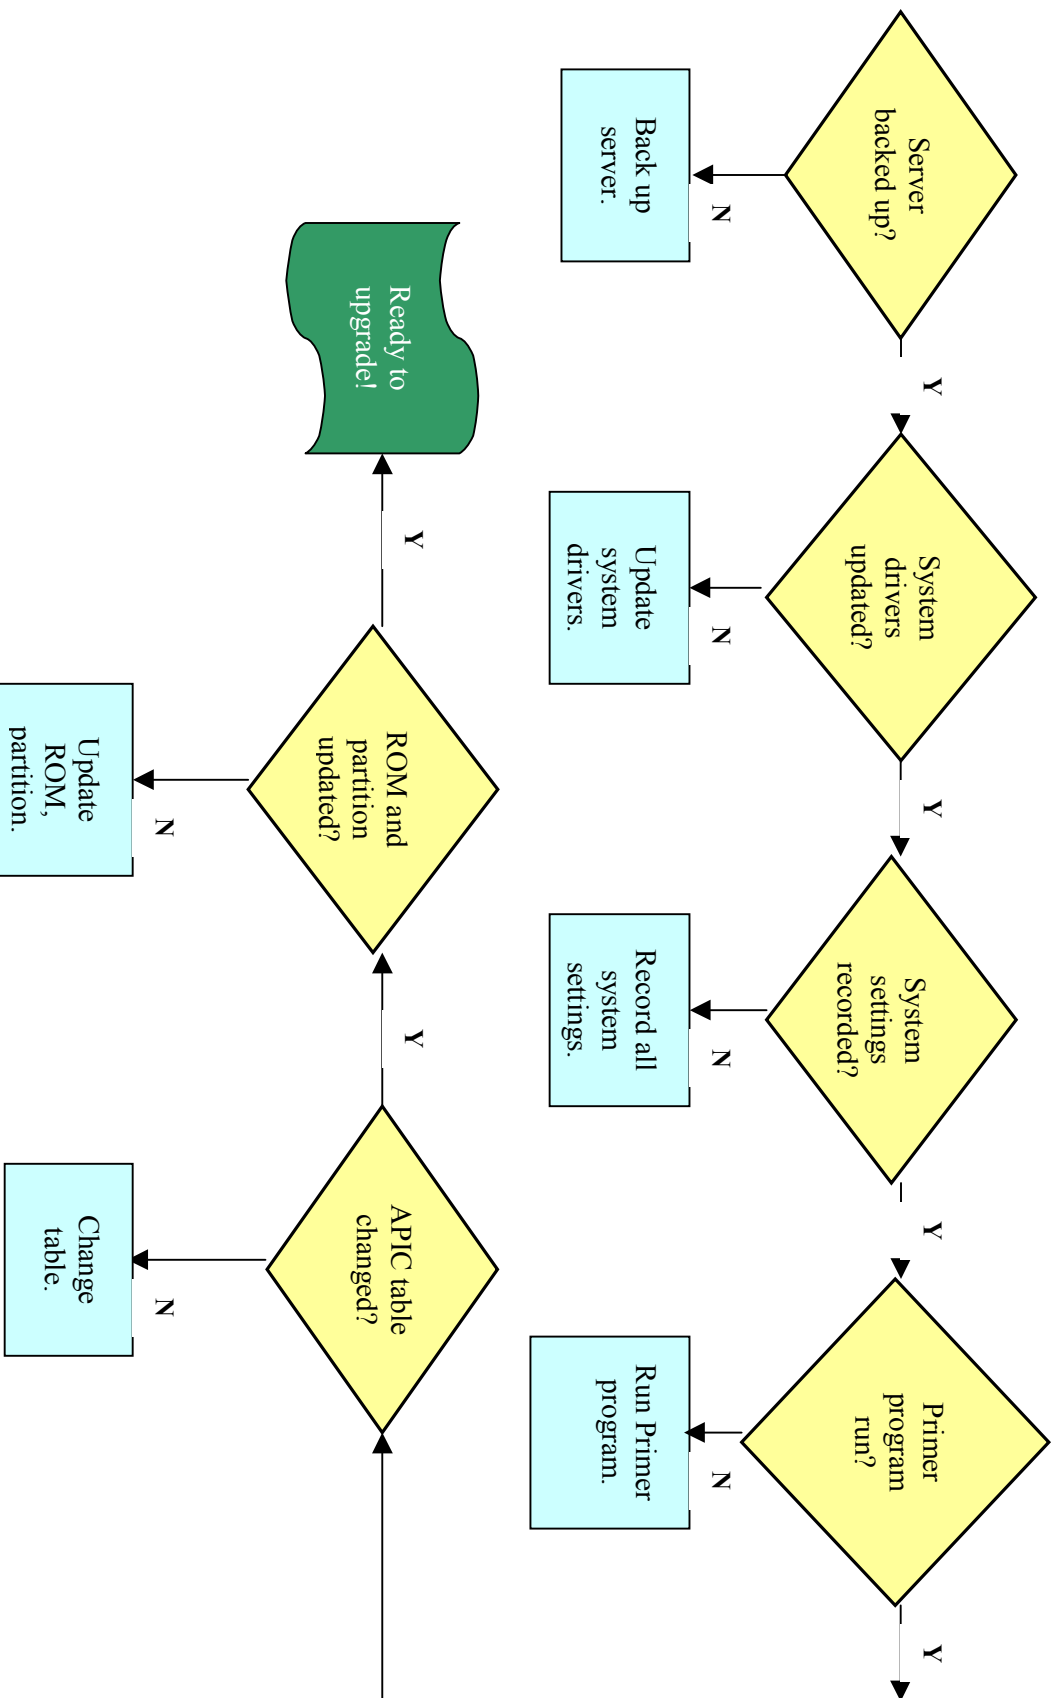 Server
backed up?
Y
System
drivers
updated?
Y
System
settings
recorded?
Y
Primer
program
run?
Y
N
Back up
server.
N
Update
system
drivers.
N
Record all
system
settings.
N
Run Primer
program.
Ready to
upgrade!
Y
ROM and
partition
updated?
Y
APIC table
changed?
N
Update
ROM,
partition.
N
Change
table.